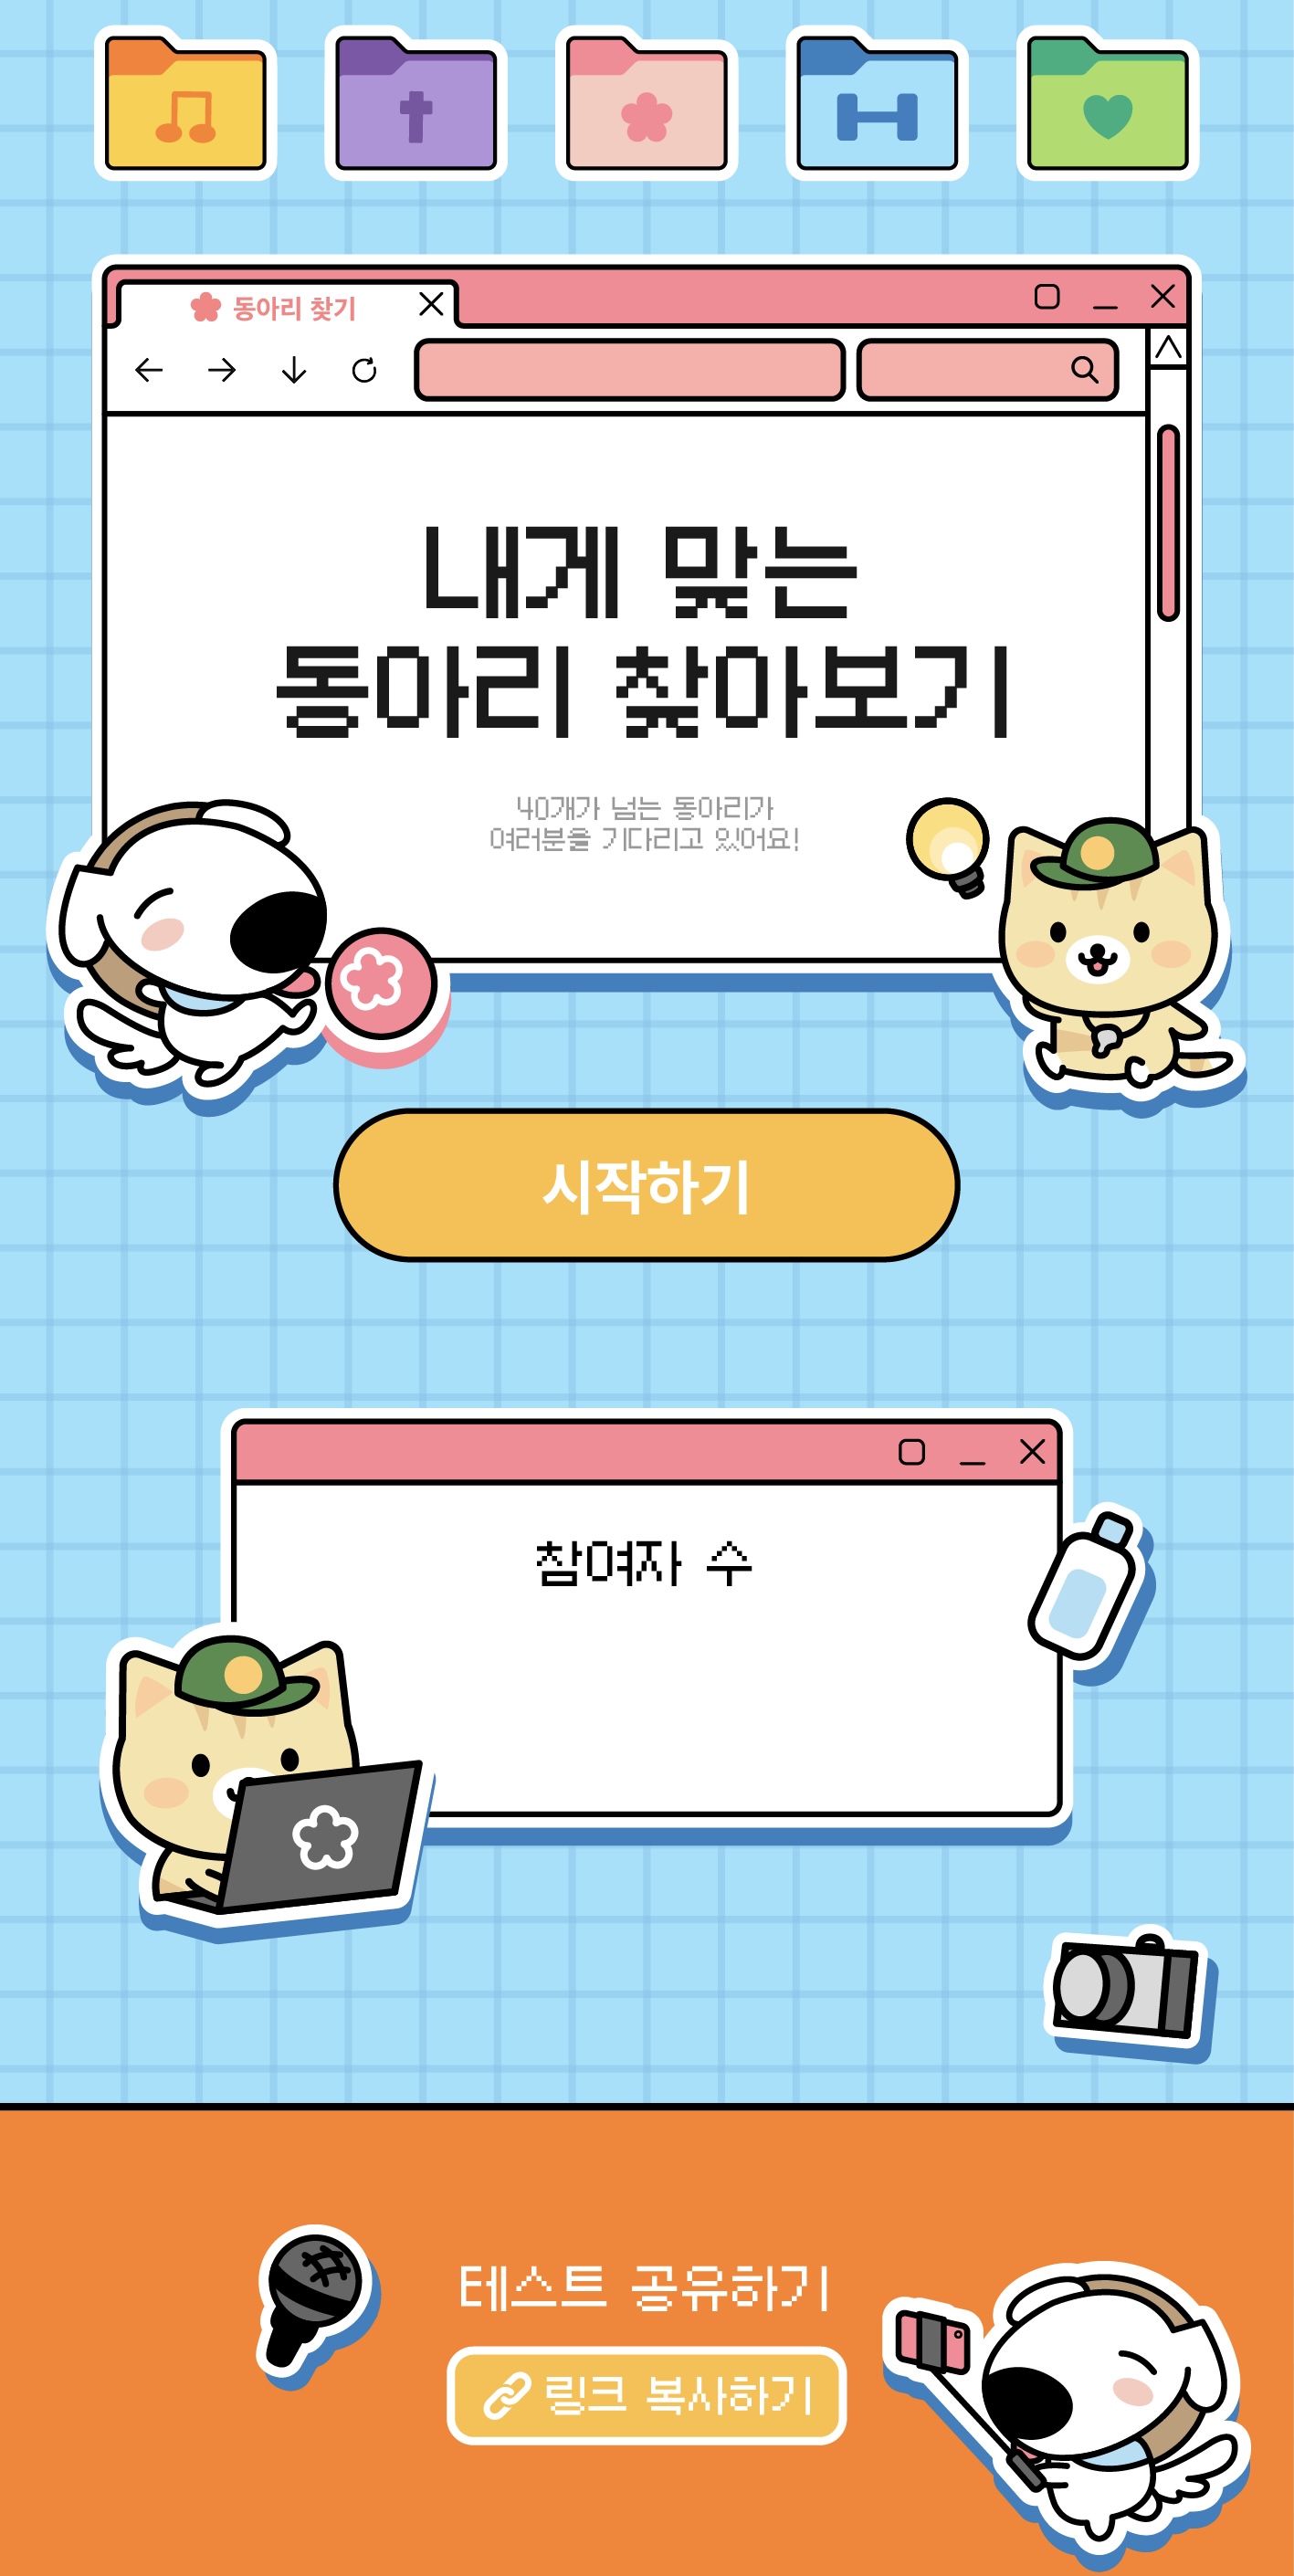 동아리 찾기
내게 맞는
동아리 찾아보기
40개가 넘는 동아리가
여러분을 기다리고 있어요!
시작하기
참여자 수
테스트 공유하기
링크 복사하기